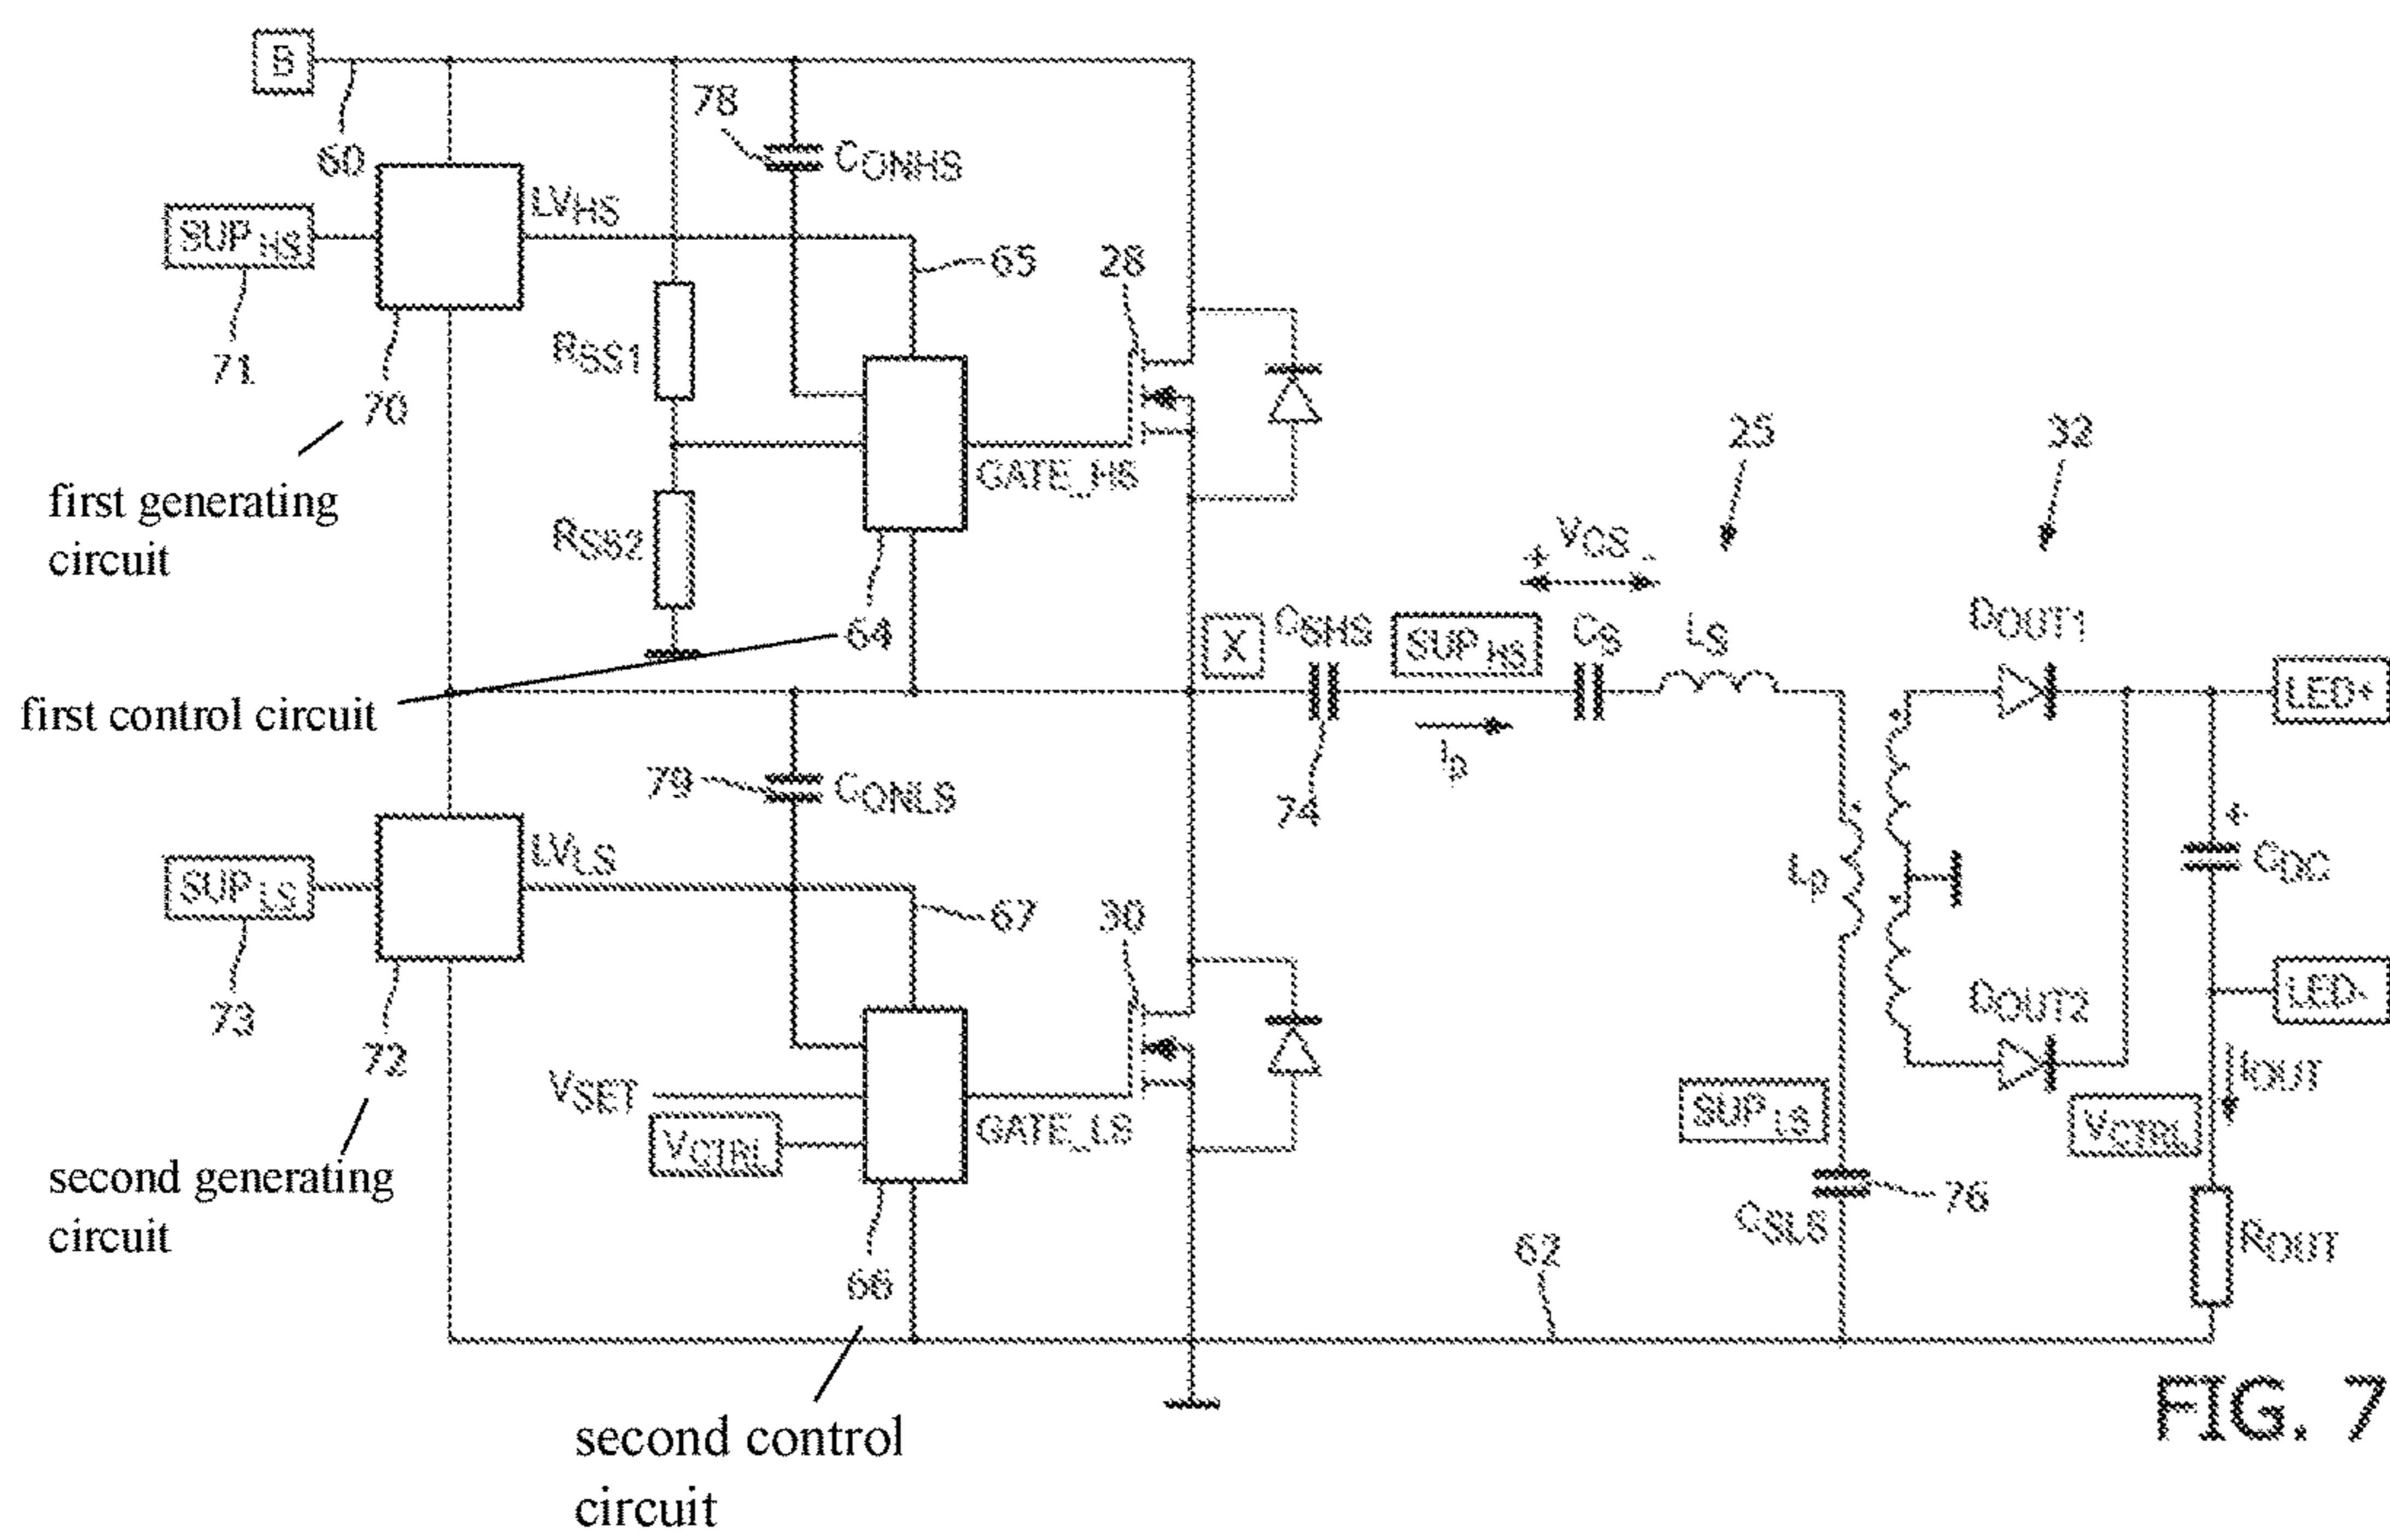 B
60
78
CONHS
LVHS
SUPHS
71
70
65
28
RSS1
RSS2
GATE_HS
first generating
circuit
64
first control circuit
25
32
+ VCS -
X
CSHS
SUPHS
CS
LS
DOUT1
LED+
IP
74
79
CONLS
LVLS
SUPLS
73
72
67
30
LP
+
CDC
DOUT2
LED-
VSET
VCTRL
GATE_LS
SUPLS
VCTRL
IOUT
second generating
circuit
66
76
CSLS
62
ROUT
second control
circuit
FIG. 7